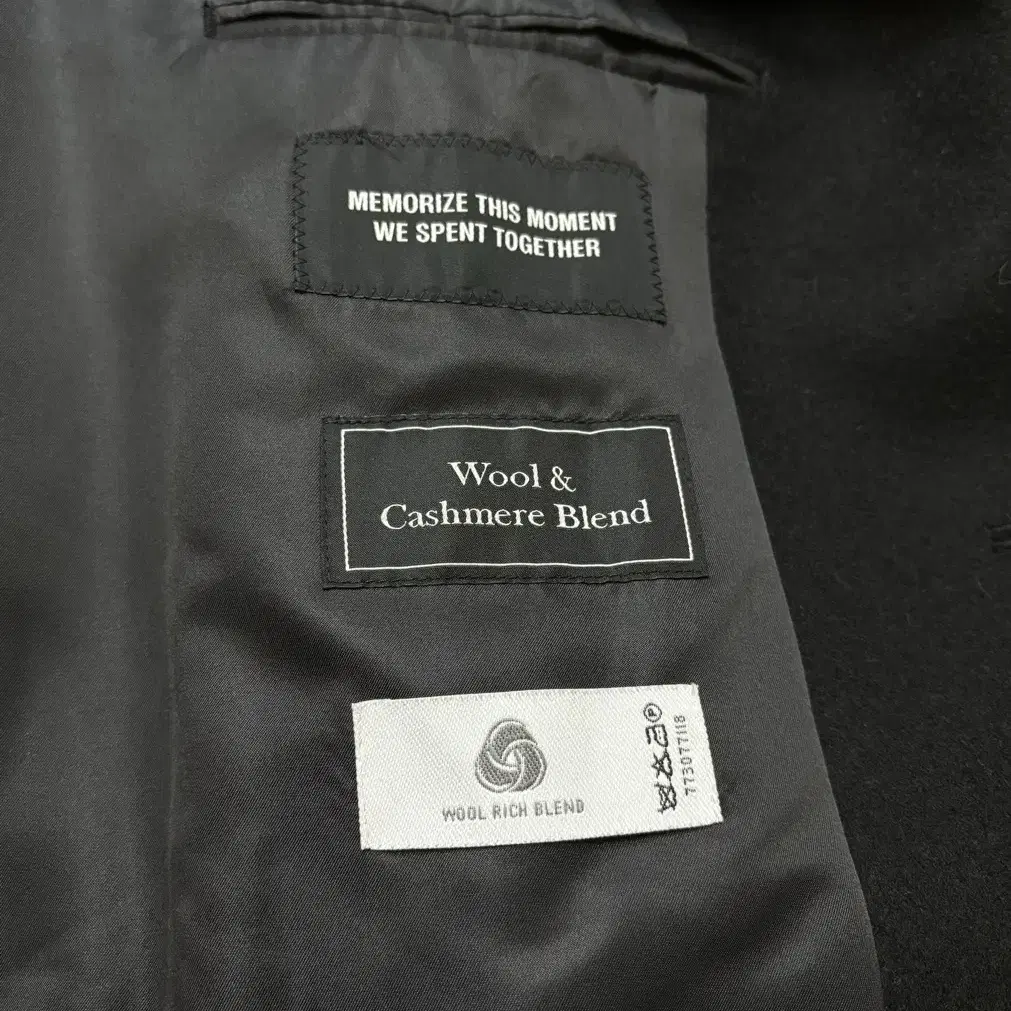 MEMORIZE THIS MOMENT
WE SPENT TOGETHER
Wool &
Cashmere Blend
WOOL RICH BLEND
P
773077118